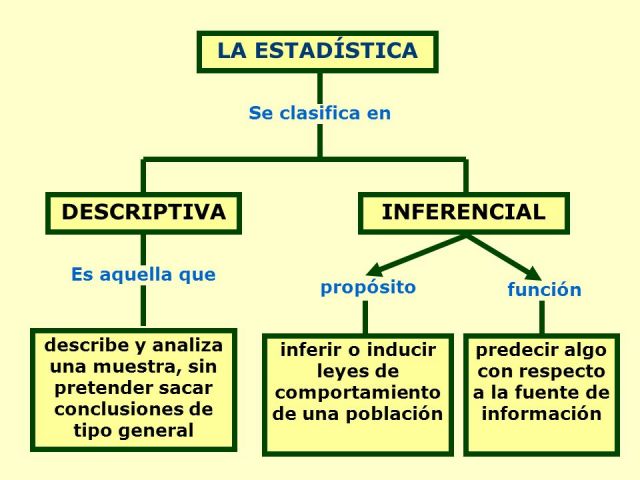 LA ESTADÍSTICA
Se clasifica en
DESCRIPTIVA
INFERENCIAL
Es aquella que
propósito
función
describe y analiza
una muestra, sin
pretender sacar
conclusiones de
tipo general
inferir o inducir
leyes de
comportamiento
de una población
predecir algo
con respecto
a la fuente de
información